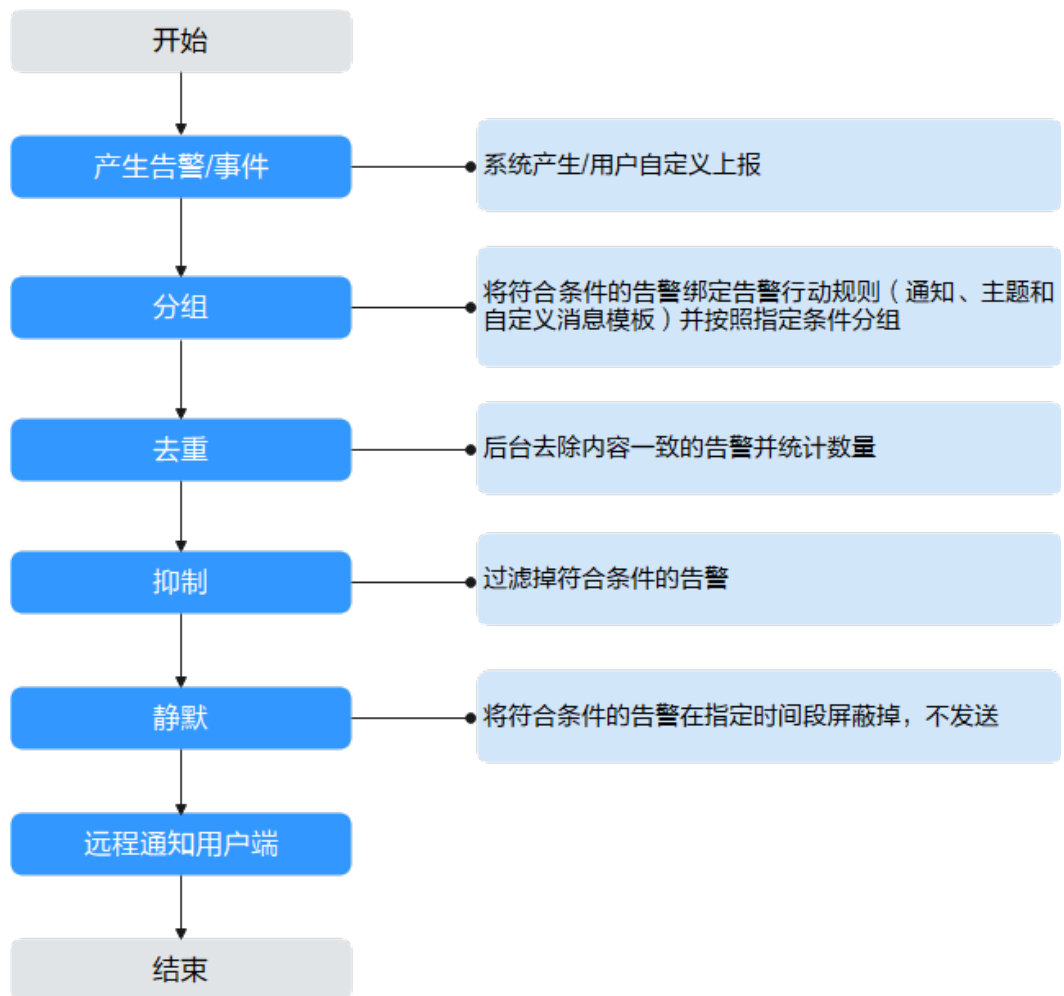 开始
产生告警/事件
系统产生/用户自定义上报
分组
将符合条件的告警绑定告警行动规则（通知、主题和
自定义消息模板）并按照指定条件分组
去重
后台去除内容一致的告警并统计数量
抑制
过滤掉符合条件的告警
静默
将符合条件的告警在指定时间段屏蔽掉，不发送
远程通知用户端
结束